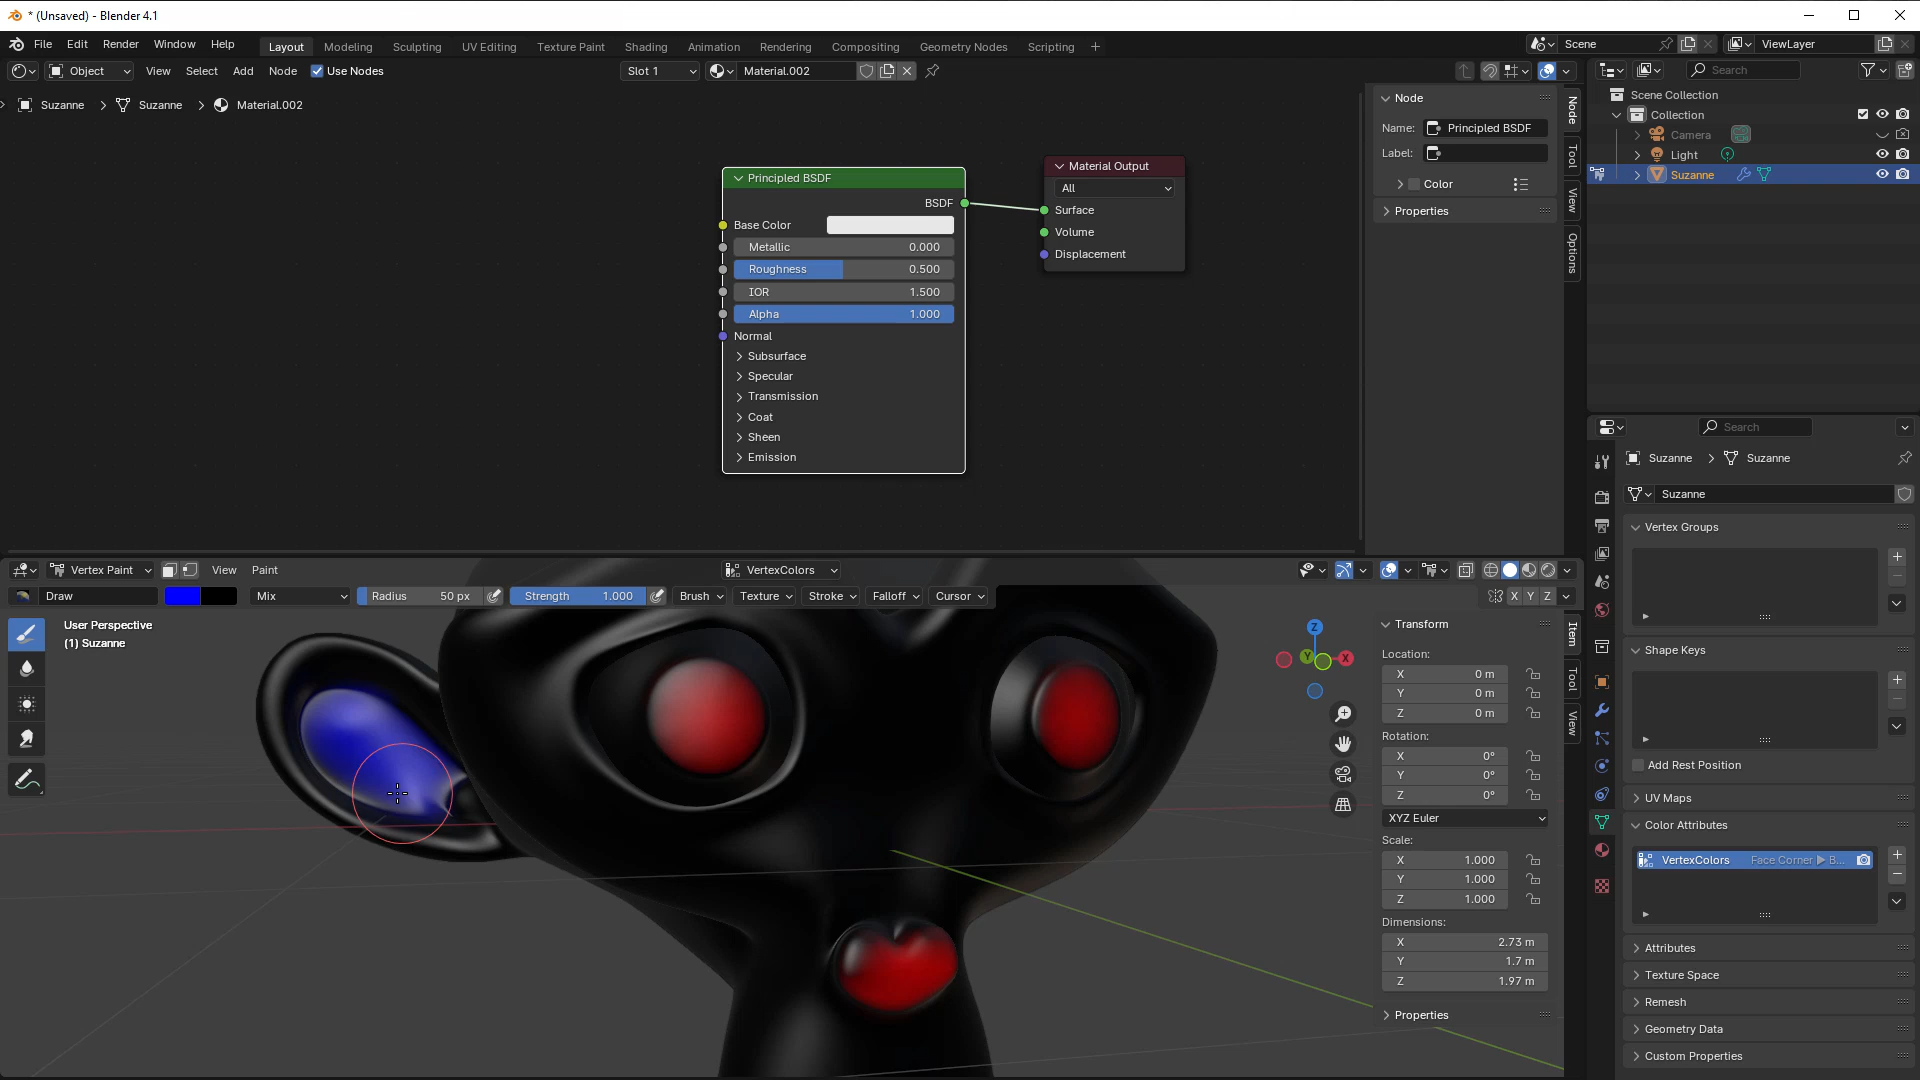 * (Unsaved) - Blender 4.1
File Edit Render Window Help Layout Modeling Sculpting UV Editing Texture Paint Shading Animation Rendering Compositing Geometry Nodes Scripting + Scene ViewLayer
Object View Select Add Node Use Nodes Slot 1 Material.002 Search
Suzanne > Suzanne > Material.002
Node
Name: Principled BSDF
Label:
Color
Properties
Node
Tool
View
Options
Principled BSDF
BSDF
Base Color
Metallic 0.000
Roughness 0.500
IOR 1.500
Alpha 1.000
Normal
Subsurface
Specular
Transmission
Coat
Sheen
Emission
Material Output
All
Surface
Volume
Displacement
Scene Collection
Collection
Camera
Light
Suzanne
Search
Suzanne > Suzanne
Suzanne
Vertex Groups
Shape Keys
Add Rest Position
UV Maps
Color Attributes
VertexColors Face Corner ▶ B...
Attributes
Texture Space
Remesh
Geometry Data
Custom Properties
Vertex Paint View Paint VertexColors
Draw Mix Radius 50 px Strength 1.000 Brush Texture Stroke Falloff Cursor X Y Z
User Perspective
(1) Suzanne
Z
Y X
Transform
Location:
X 0 m
Y 0 m
Z 0 m
Rotation:
X 0°
Y 0°
Z 0°
XYZ Euler
Scale:
X 1.000
Y 1.000
Z 1.000
Dimensions:
X 2.73 m
Y 1.7 m
Z 1.97 m
Properties
Item
Tool
View